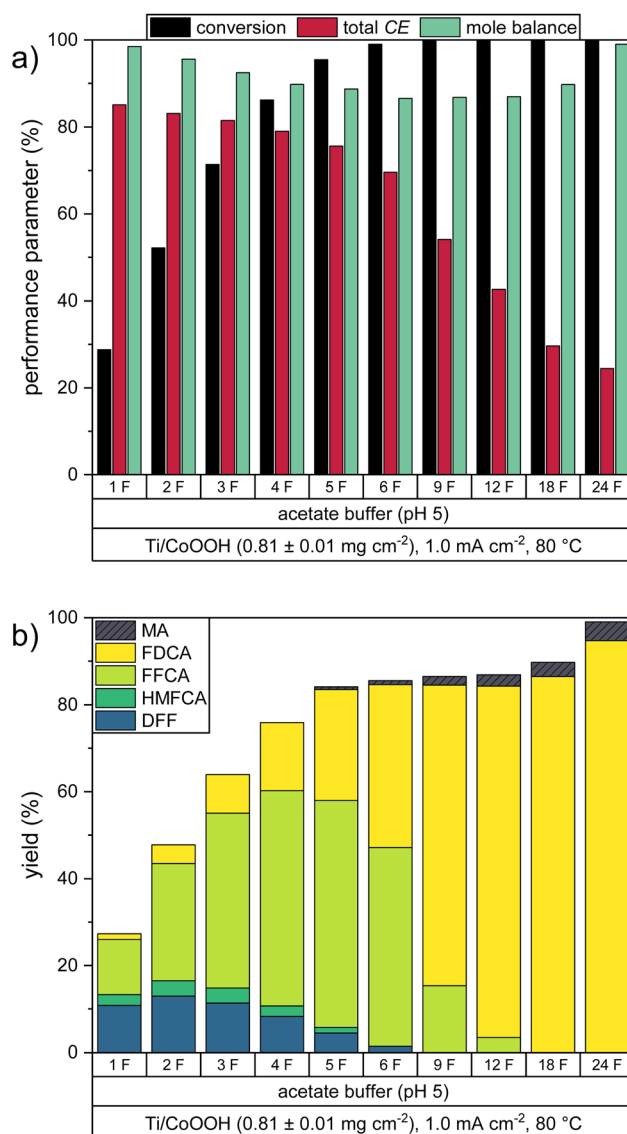 conversion total CE mole balance
a)
100
80
60
40
20
0
performance parameter (%)
1 F 2 F 3 F 4 F 5 F 6 F 9 F 12 F 18 F 24 F
acetate buffer (pH 5)
Ti/CoOOH (0.81 ± 0.01 mg cm⁻²), 1.0 mA cm⁻², 80 °C
b)
MA
FDCA
FFCA
HMFCA
DFF
100
80
60
40
20
0
yield (%)
1 F 2 F 3 F 4 F 5 F 6 F 9 F 12 F 18 F 24 F
acetate buffer (pH 5)
Ti/CoOOH (0.81 ± 0.01 mg cm⁻²), 1.0 mA cm⁻², 80 °C